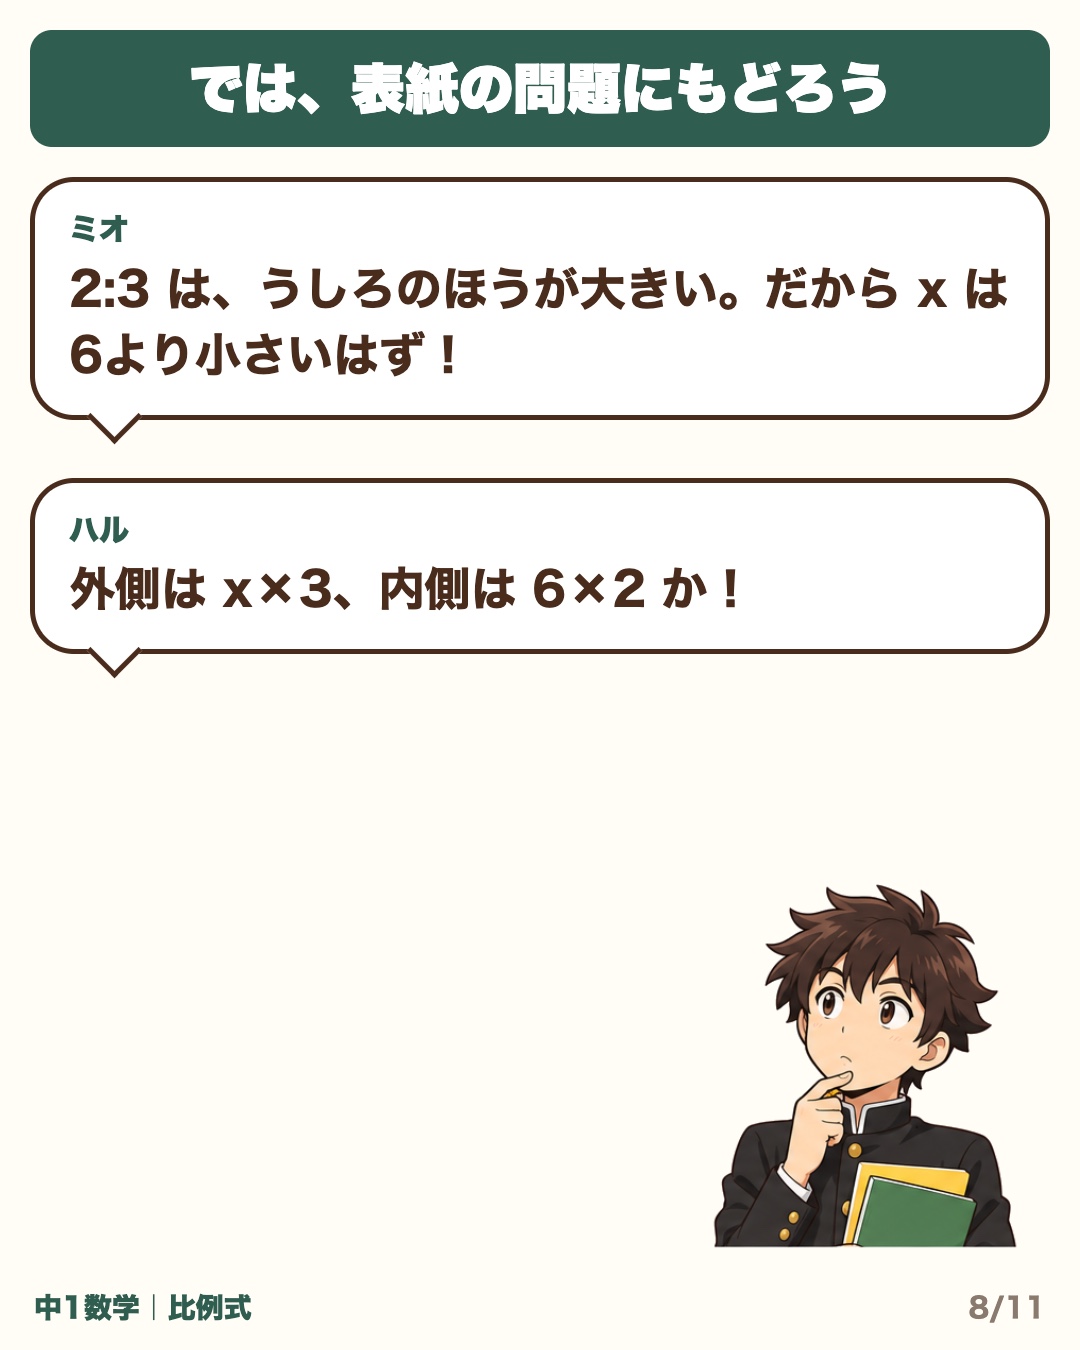 では、表紙の問題にもどろう
ミオ
2:3 は、うしろのほうが大きい。だから x は
6より小さいはず！
ハル
外側は x×3、内側は 6×2 か！
中1数学｜比例式
8/11